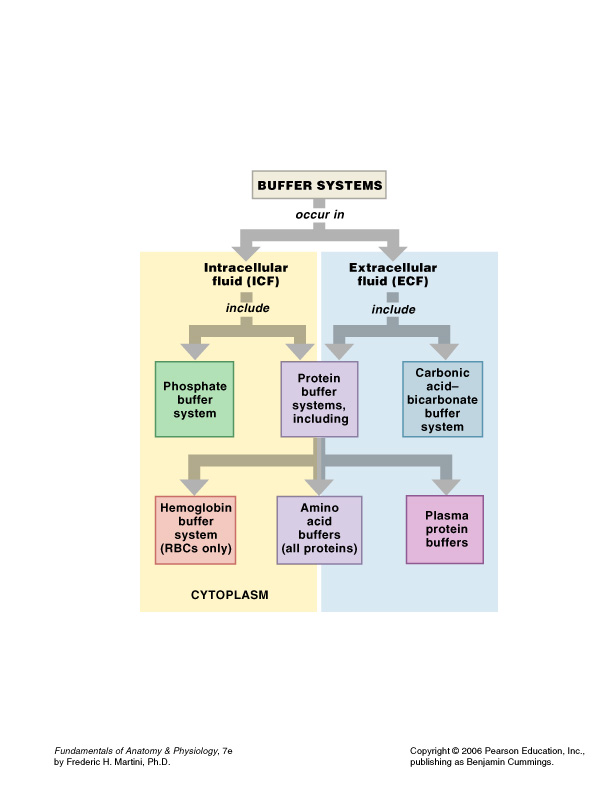 BUFFER SYSTEMS
occur in
Intracellular
fluid (ICF)
Extracellular
fluid (ECF)
include
include
Phosphate
buffer
system
Protein
buffer
systems,
including
Carbonic
acid–
bicarbonate
buffer
system
Hemoglobin
buffer
system
(RBCs only)
Amino
acid
buffers
(all proteins)
Plasma
protein
buffers
CYTOPLASM
Fundamentals of Anatomy & Physiology, 7e
by Frederic H. Martini, Ph.D.
Copyright © 2006 Pearson Education, Inc.,
publishing as Benjamin Cummings.